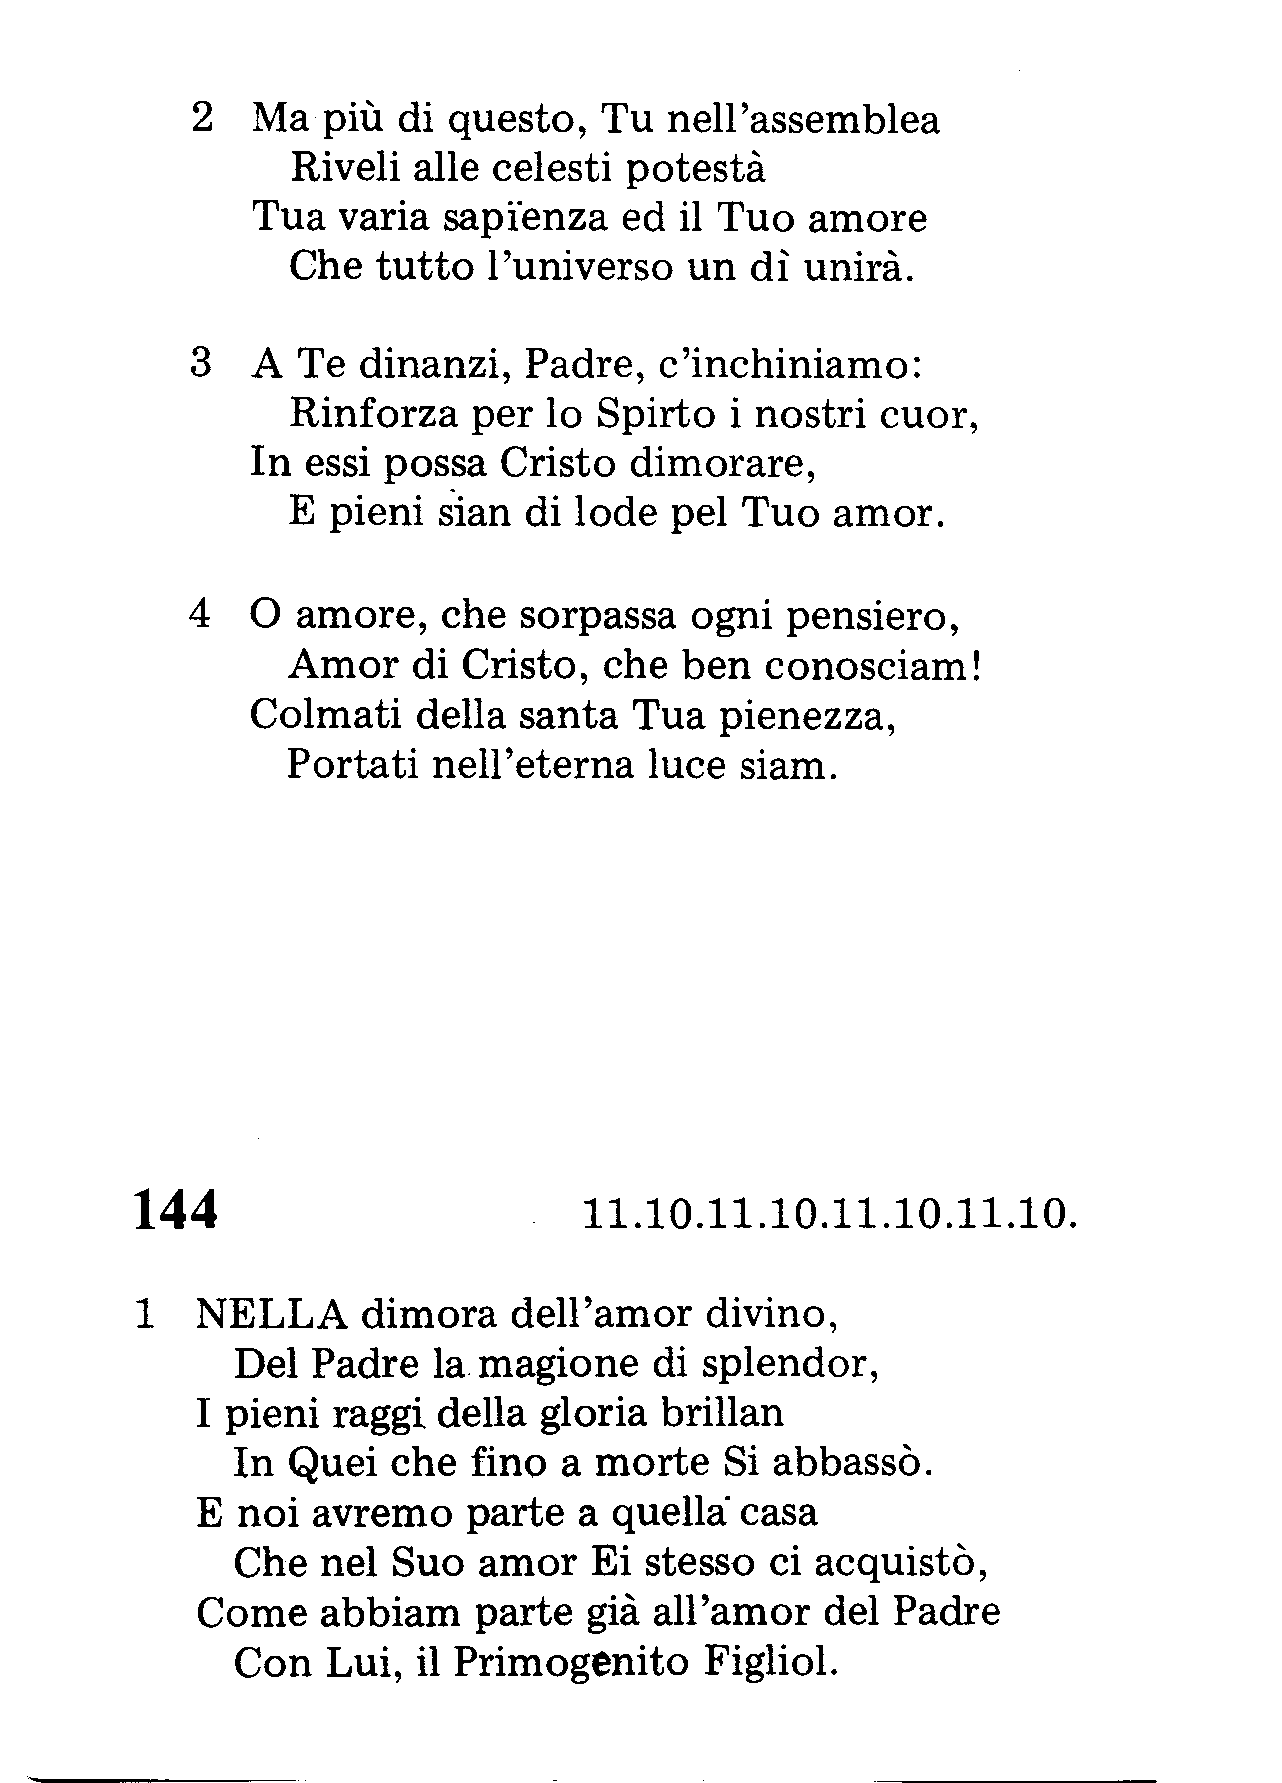 2 Ma più di questo, Tu nell'assemblea
Riveli alle celesti potestà
Tua varia sapïenza ed il Tuo amore
Che tutto l'universo un dì unirà.
3 A Te dinanzi, Padre, c'inchiniamo:
Rinforza per lo Spirto i nostri cuor,
In essi possa Cristo dimorare,
E pieni sian di lode pel Tuo amor.
4 O amore, che sorpassa ogni pensiero,
Amor di Cristo, che ben conosciam!
Colmati della santa Tua pienezza,
Portati nell'eterna luce siam.
144 11.10.11.10.11.10.11.10.
1 NELLA dimora dell'amor divino,
Del Padre la magione di splendor,
I pieni raggi della gloria brillan
In Quei che fino a morte Si abbassò.
E noi avremo parte a quella casa
Che nel Suo amor Ei stesso ci acquistò,
Come abbiam parte già all'amor del Padre
Con Lui, il Primogenito Figliol.